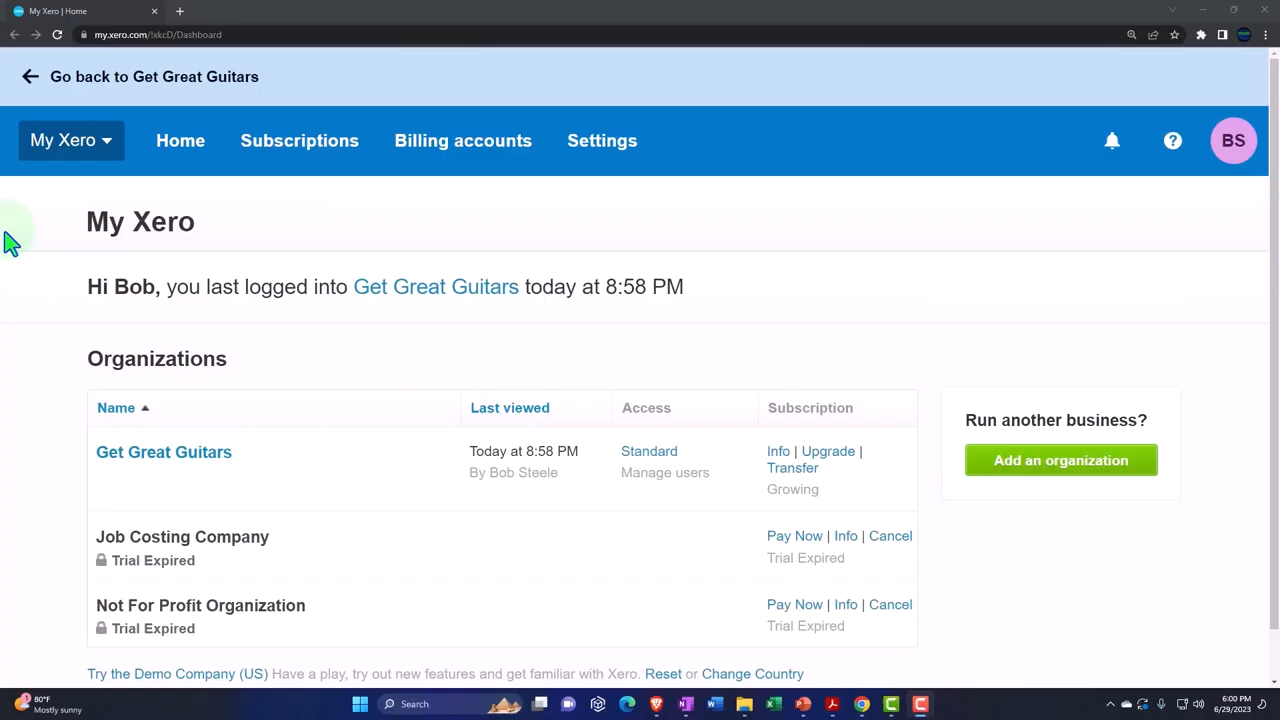 My Xero | Home
my.xero.com/!xkcD/Dashboard
Go back to Get Great Guitars
My Xero
Home
Subscriptions
Billing accounts
Settings
BS
My Xero
Hi Bob, you last logged into Get Great Guitars today at 8:58 PM
Organizations
Name
Last viewed
Access
Subscription
Get Great Guitars
Today at 8:58 PM
By Bob Steele
Standard
Manage users
Info | Upgrade |
Transfer
Growing
Run another business?
Add an organization
Job Costing Company
Trial Expired
Pay Now | Info | Cancel
Trial Expired
Not For Profit Organization
Trial Expired
Pay Now | Info | Cancel
Trial Expired
Try the Demo Company (US) Have a play, try out new features and get familiar with Xero. Reset or Change Country
80°F
Mostly sunny
Search
6:00 PM
6/29/2023